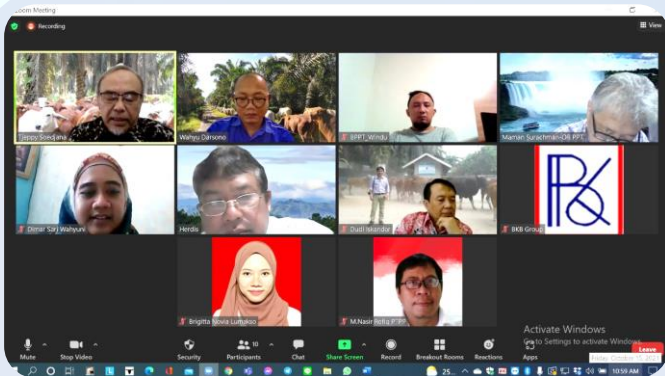 Zoom Meeting
Recording
View
Tjeppy Soedjana
Wahyu Darsono
BPPT_Windu
Maman Surachman-DR PPT
Dimar Sari Wahyuni
Herdis
Dudi Iskandar
BKB Group
Brigitta Novia Lumakso
M.Nasir Rofiq PTPP
Activate Windows
Go to Settings to activate Windows.
Mute
Stop Video
Security
Participants
10
Chat
Share Screen
Record
Breakout Rooms
Reactions
Apps
Leave
10:59 AM